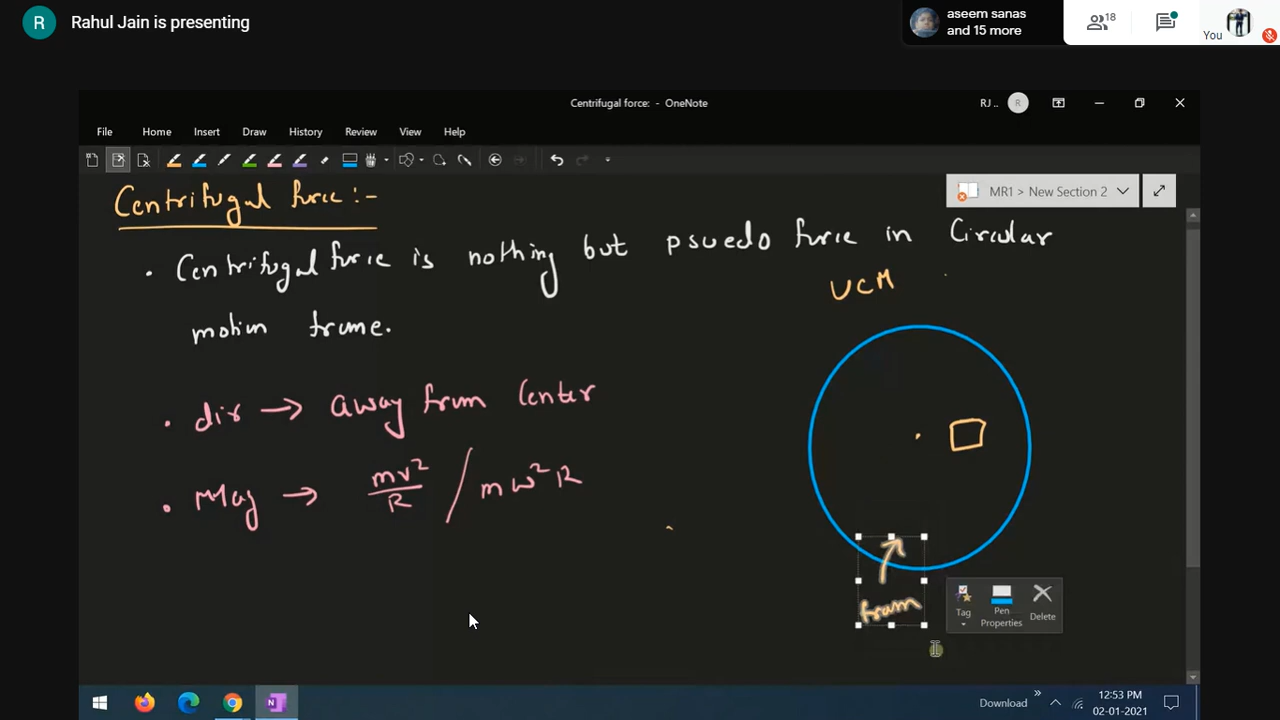 R Rahul Jain is presenting
aseem sanas
and 15 more
18
You
Centrifugal force: - OneNote
RJ ..
R
File Home Insert Draw History Review View Help
MR1 > New Section 2
Centrifugal force :-
• Centrifugal force is nothing but psuedo force in Circular
motion frame.
UCM
• dir → away from Center
• Mag → mv²/R / mω²R
fram
Tag
Pen
Properties
Delete
Download
12:53 PM
02-01-2021